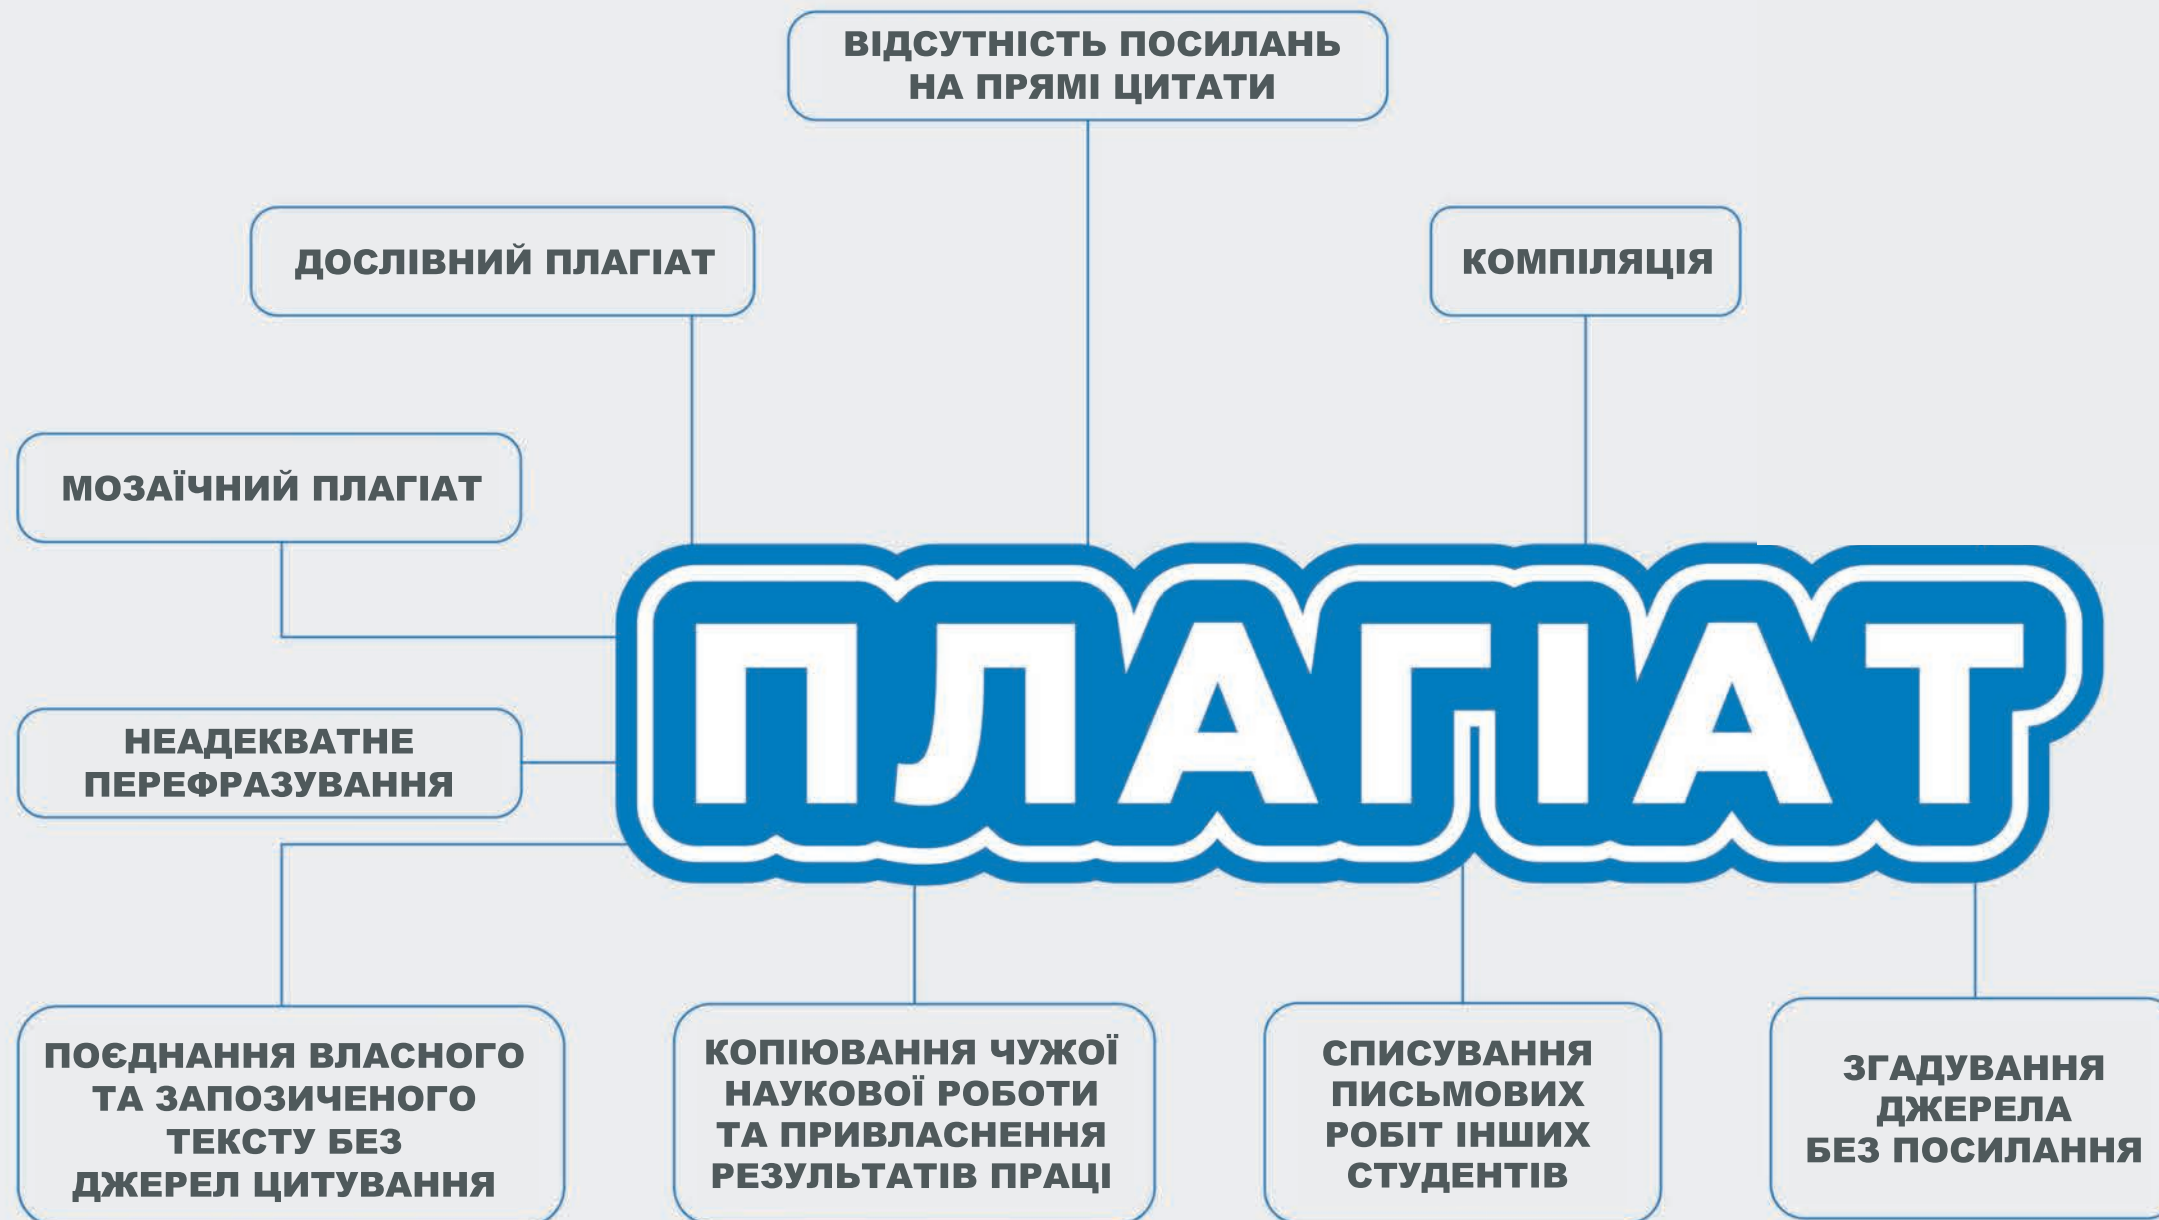 ВІДСУТНІСТЬ ПОСИЛАНЬ
НА ПРЯМІ ЦИТАТИ
ДОСЛІВНИЙ ПЛАГІАТ
КОМПІЛЯЦІЯ
МОЗАЇЧНИЙ ПЛАГІАТ
ПЛАГІАТ
НЕАДЕКВАТНЕ
ПЕРЕФРАЗУВАННЯ
ПОЄДНАННЯ ВЛАСНОГО
ТА ЗАПОЗИЧЕНОГО
ТЕКСТУ БЕЗ
ДЖЕРЕЛ ЦИТУВАННЯ
КОПІЮВАННЯ ЧУЖОЇ
НАУКОВОЇ РОБОТИ
ТА ПРИВЛАСНЕННЯ
РЕЗУЛЬТАТІВ ПРАЦІ
СПИСУВАННЯ
ПИСЬМОВИХ
РОБІТ ІНШИХ
СТУДЕНТІВ
ЗГАДУВАННЯ
ДЖЕРЕЛА
БЕЗ ПОСИЛАННЯ